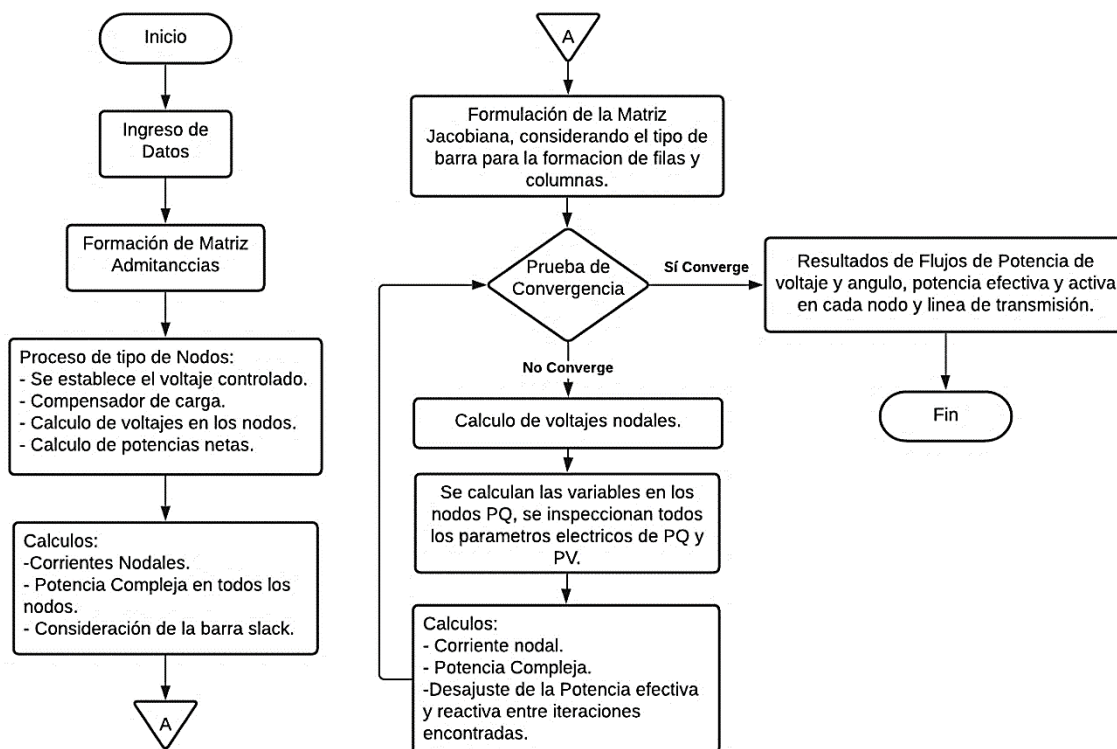 Inicio
Ingreso de
Datos
Formación de Matriz
Admitanccias
Proceso de tipo de Nodos:
- Se establece el voltaje controlado.
- Compensador de carga.
- Calculo de voltajes en los nodos.
- Calculo de potencias netas.
Calculos:
-Corrientes Nodales.
- Potencia Compleja en todos los
nodos.
- Consideración de la barra slack.
A
A
Formulación de la Matriz
Jacobiana, considerando el tipo de
barra para la formacion de filas y
columnas.
Prueba de
Convergencia
Sí Converge
No Converge
Calculo de voltajes nodales.
Se calculan las variables en los
nodos PQ, se inspeccionan todos
los parametros electricos de PQ y
PV.
Calculos:
- Corriente nodal.
- Potencia Compleja.
-Desajuste de la Potencia efectiva
y reactiva entre iteraciones
encontradas.
Resultados de Flujos de Potencia de
voltaje y angulo, potencia efectiva y activa
en cada nodo y linea de transmisión.
Fin